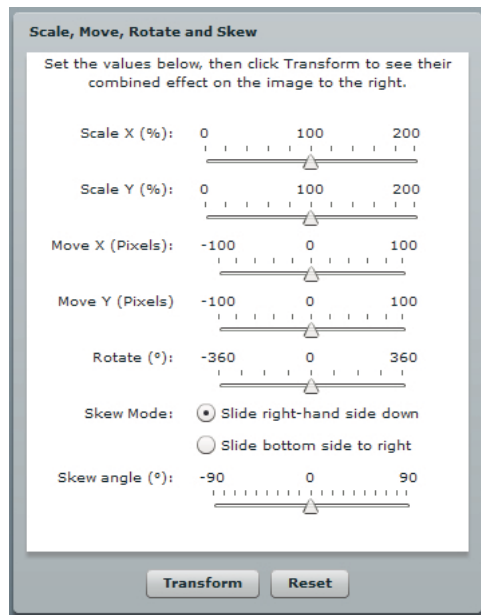 Scale, Move, Rotate and Skew
Set the values below, then click Transform to see their
combined effect on the image to the right.
Scale X (%): 0 100 200
Scale Y (%): 0 100 200
Move X (Pixels): -100 0 100
Move Y (Pixels) -100 0 100
Rotate (°): -360 0 360
Skew Mode: Slide right-hand side down
Slide bottom side to right
Skew angle (°): -90 0 90
Transform Reset